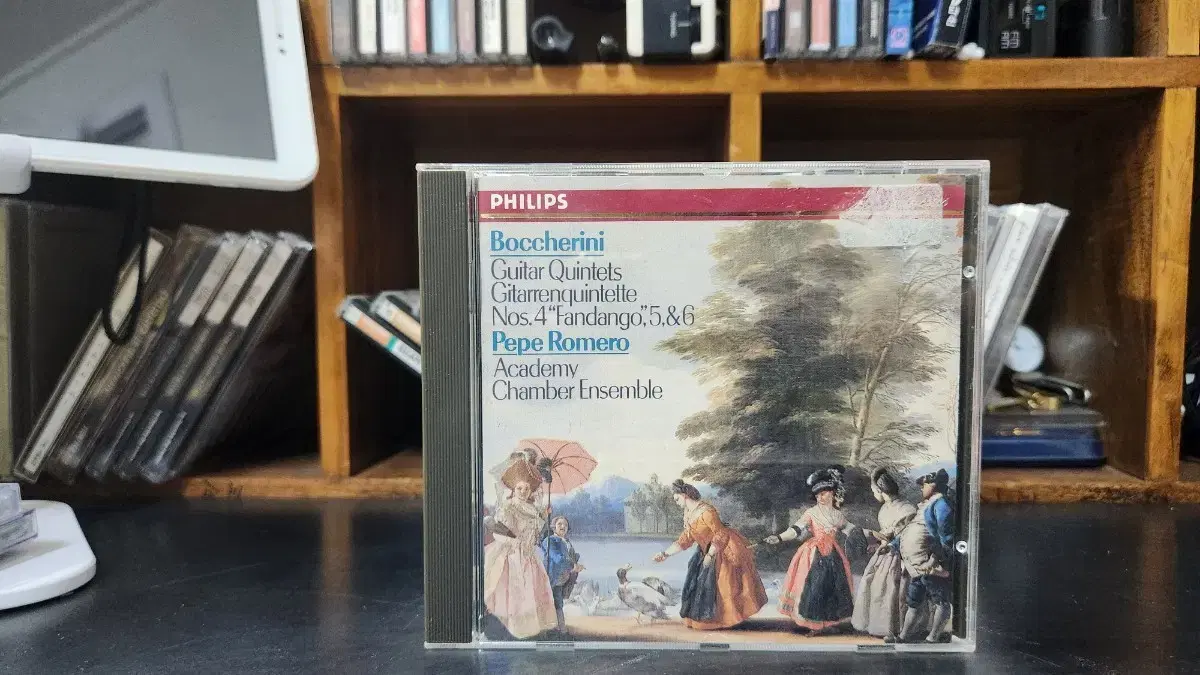 PHILIPS
Boccherini
Guitar Quintets
Gitarrenquintette
Nos. 4 “Fandango”, 5, & 6
Pepe Romero
Academy
Chamber Ensemble